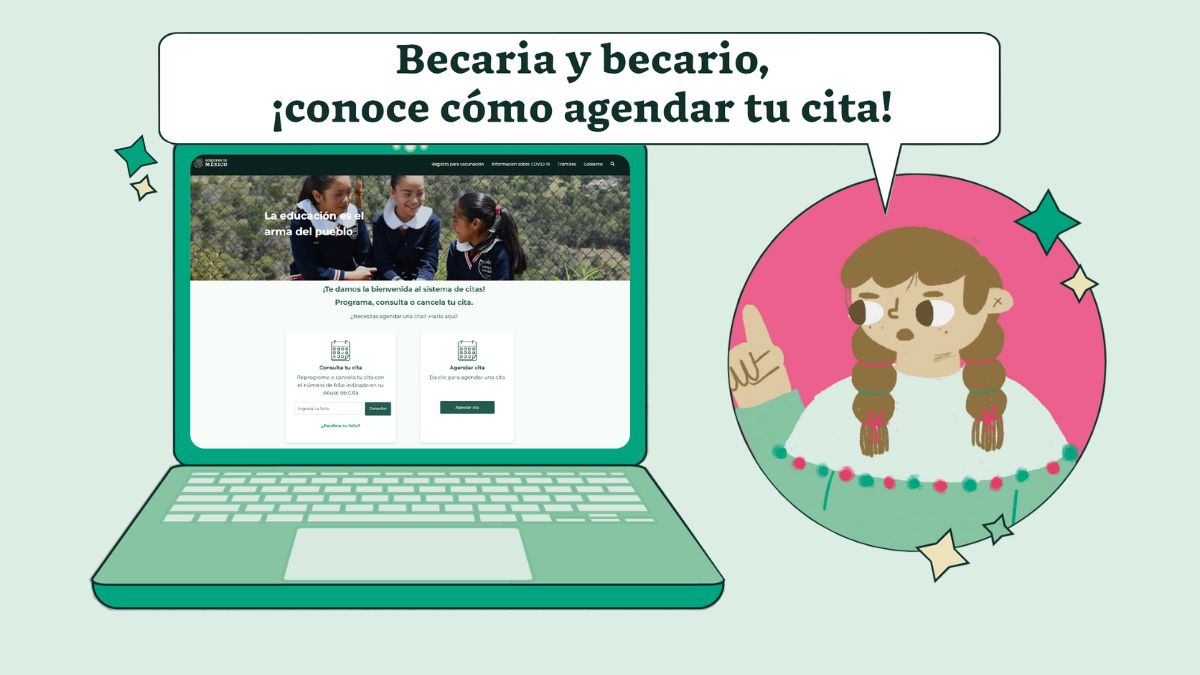 Becaria y becario,
¡conoce cómo agendar tu cita!
GOBIERNO DE
MÉXICO
Registro para vacunación Información sobre COVID-19 Trámites Gobierno
La educación es el
arma del pueblo
¡Te damos la bienvenida al sistema de citas!
Programa, consulta o cancela tu cita.
¿Necesitas agendar una cita? ¡Hazlo aquí!
Consulta tu cita
Reprograma o cancela tu cita con
el número de folio indicado en tu
Acuse de Cita
Ingresa tu folio
Consultar
¿Perdiste tu folio?
Agendar cita
Da clic para agendar una cita
Agendar cita